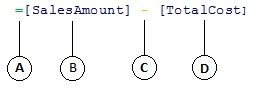 =[SalesAmount] - [TotalCost]
A B C D